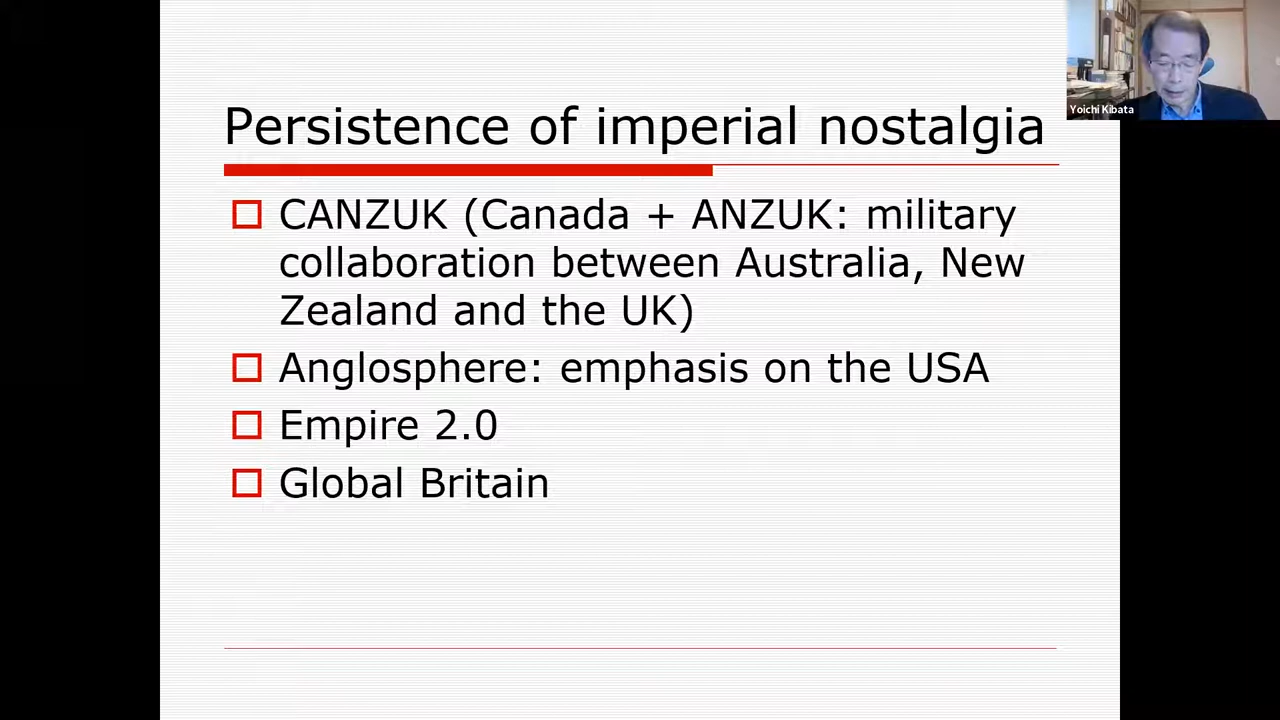 Persistence of imperial nostalgia
CANZUK (Canada + ANZUK: military
collaboration between Australia, New
Zealand and the UK)
Anglosphere: emphasis on the USA
Empire 2.0
Global Britain
Yoichi Kibata